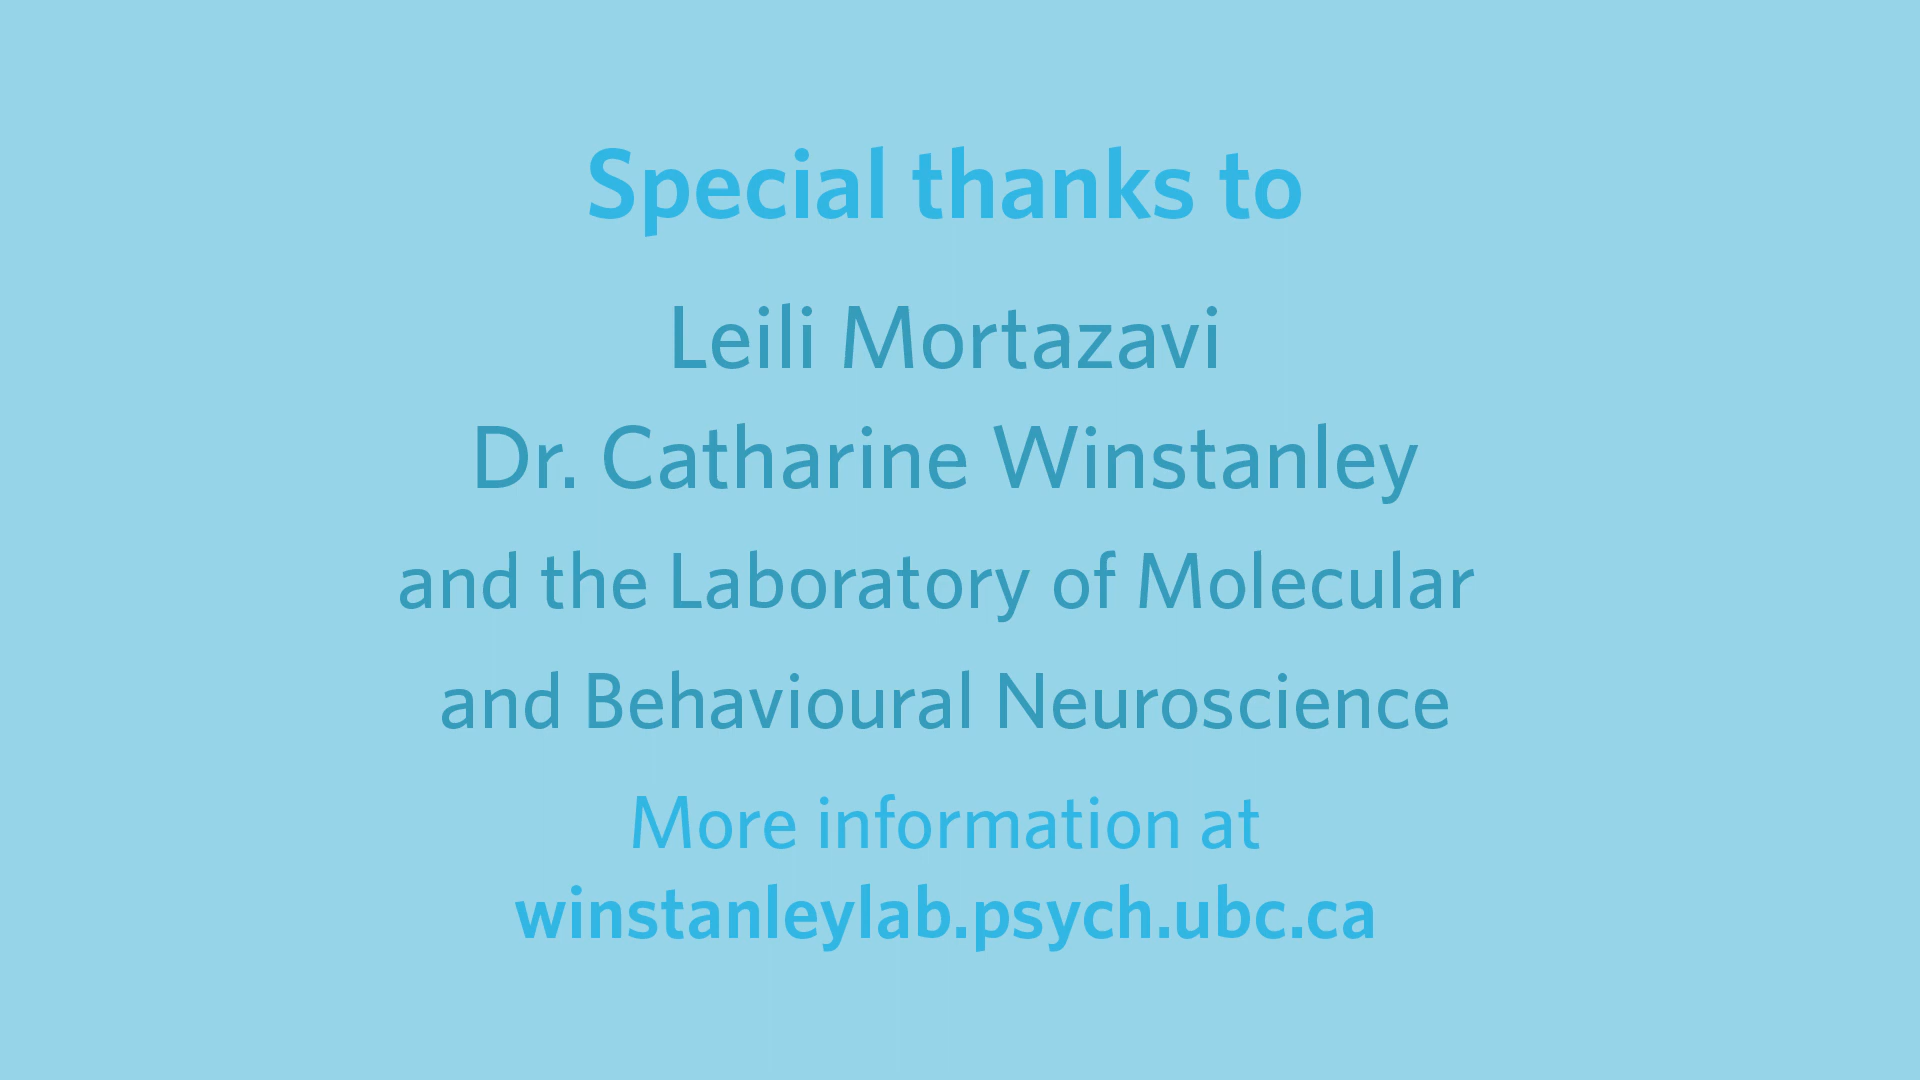 Special thanks to
Leili Mortazavi
Dr. Catharine Winstanley
and the Laboratory of Molecular
and Behavioural Neuroscience
More information at
winstanleylab.psych.ubc.ca